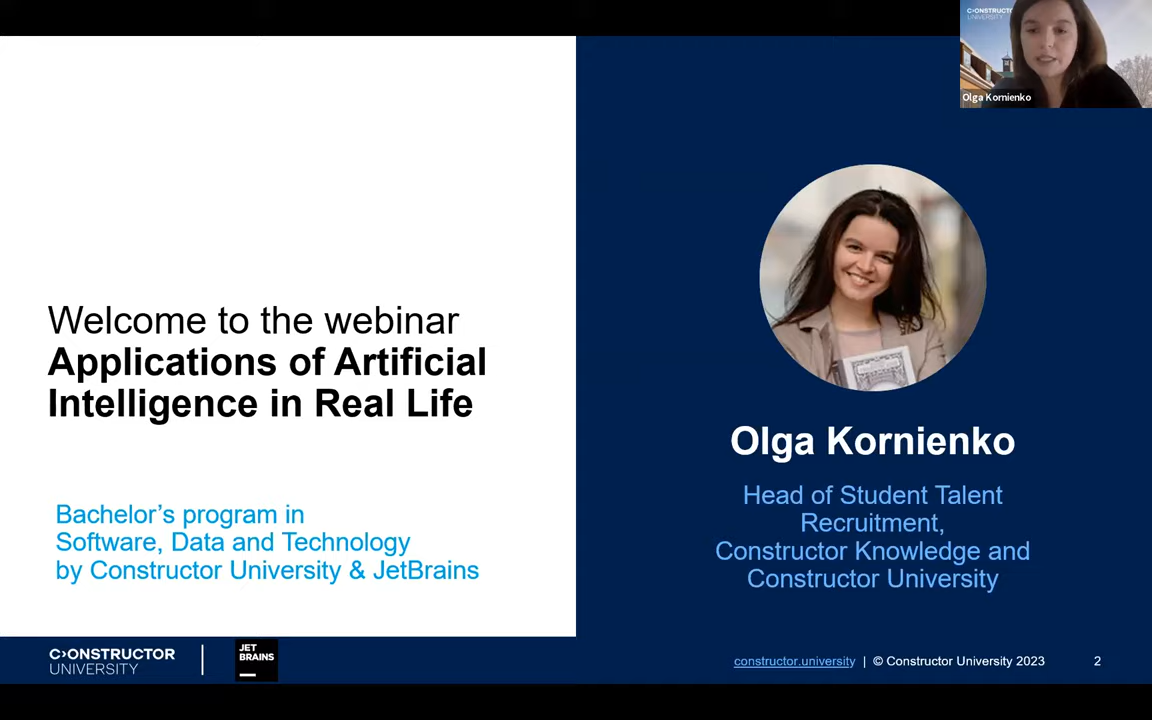 CONSTRUCTOR
UNIVERSITY
Olga Kornienko
Welcome to the webinar
Applications of Artificial
Intelligence in Real Life
Bachelor's program in
Software, Data and Technology
by Constructor University & JetBrains
Olga Kornienko
Head of Student Talent
Recruitment,
Constructor Knowledge and
Constructor University
C>ONSTRUCTOR
UNIVERSITY
JET
BRAINS
constructor.university | © Constructor University 2023 2